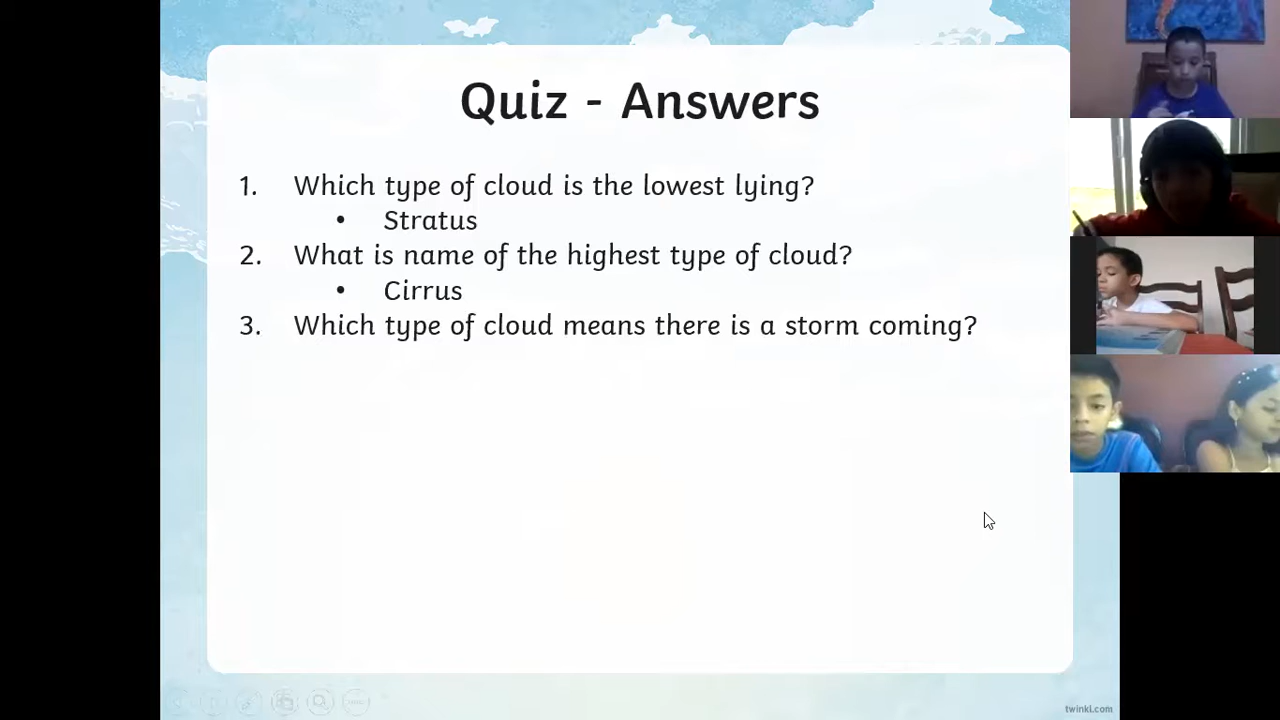 Quiz - Answers
1. Which type of cloud is the lowest lying?
• Stratus
2. What is name of the highest type of cloud?
• Cirrus
3. Which type of cloud means there is a storm coming?
twinkl.com